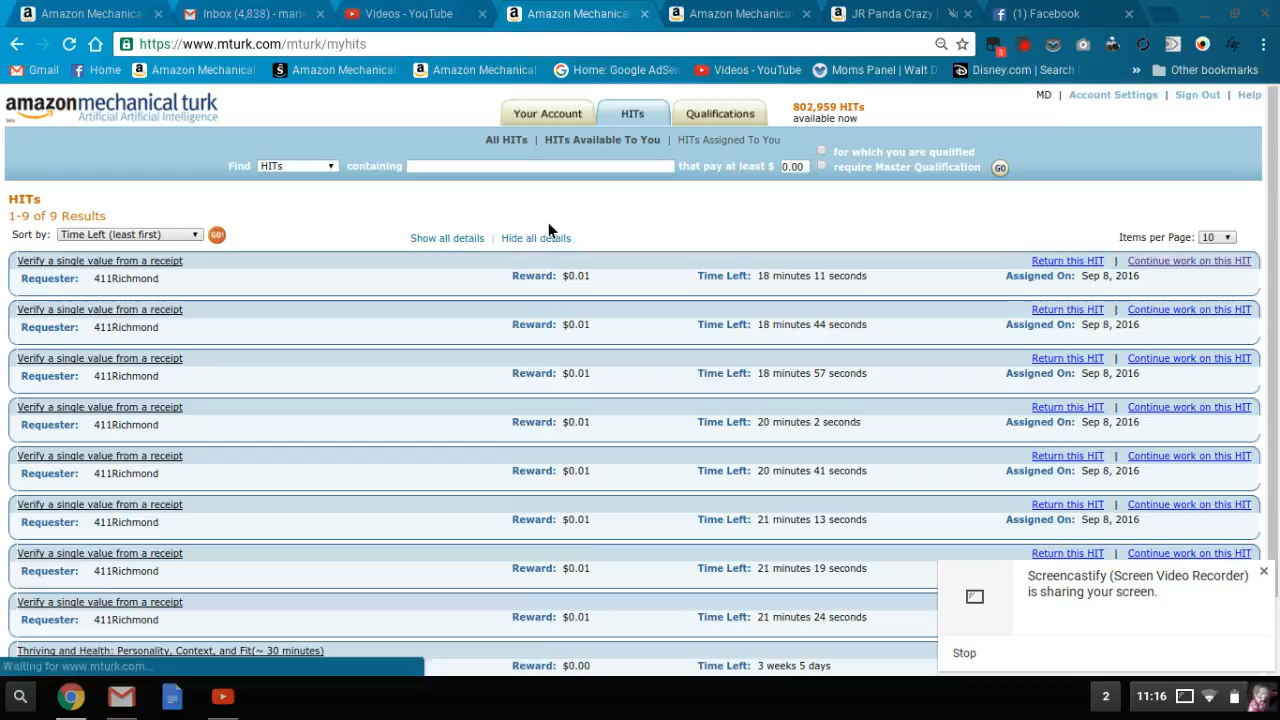 Amazon Mechanica
Inbox (4,838) - mari
Videos - YouTube
Amazon Mechanica
Amazon Mechanica
JR Panda Crazy
(1) Facebook
https://www.mturk.com/mturk/myhits
Gmail
Home
Amazon Mechanical
Amazon Mechanical
Amazon Mechanical
Home: Google AdSen
Videos - YouTube
Moms Panel | Walt D
Disney.com | Search
»
Other bookmarks
amazonmechanical turk
Artificial Artificial Intelligence
Your Account
HITs
Qualifications
802,959 HITs
available now
MD | Account Settings | Sign Out | Help
All HITs | HITs Available To You | HITs Assigned To You
Find HITs containing that pay at least $ 0.00
for which you are qualified
require Master Qualification
GO
HITs
1-9 of 9 Results
Sort by: Time Left (least first) GO!
Show all details | Hide all details
Items per Page: 10
Verify a single value from a receipt Return this HIT | Continue work on this HIT
Requester: 411Richmond Reward: $0.01 Time Left: 18 minutes 11 seconds Assigned On: Sep 8, 2016
Verify a single value from a receipt Return this HIT | Continue work on this HIT
Requester: 411Richmond Reward: $0.01 Time Left: 18 minutes 44 seconds Assigned On: Sep 8, 2016
Verify a single value from a receipt Return this HIT | Continue work on this HIT
Requester: 411Richmond Reward: $0.01 Time Left: 18 minutes 57 seconds Assigned On: Sep 8, 2016
Verify a single value from a receipt Return this HIT | Continue work on this HIT
Requester: 411Richmond Reward: $0.01 Time Left: 20 minutes 2 seconds Assigned On: Sep 8, 2016
Verify a single value from a receipt Return this HIT | Continue work on this HIT
Requester: 411Richmond Reward: $0.01 Time Left: 20 minutes 41 seconds Assigned On: Sep 8, 2016
Verify a single value from a receipt Return this HIT | Continue work on this HIT
Requester: 411Richmond Reward: $0.01 Time Left: 21 minutes 13 seconds Assigned On: Sep 8, 2016
Verify a single value from a receipt Return this HIT | Continue work on this HIT
Requester: 411Richmond Reward: $0.01 Time Left: 21 minutes 19 seconds
Verify a single value from a receipt
Requester: 411Richmond Reward: $0.01 Time Left: 21 minutes 24 seconds
Thriving and Health: Personality, Context, and Fit(~ 30 minutes)
Reward: $0.00 Time Left: 3 weeks 5 days
Screencastify (Screen Video Recorder)
is sharing your screen.
Stop
Waiting for www.mturk.com...
2
11:16